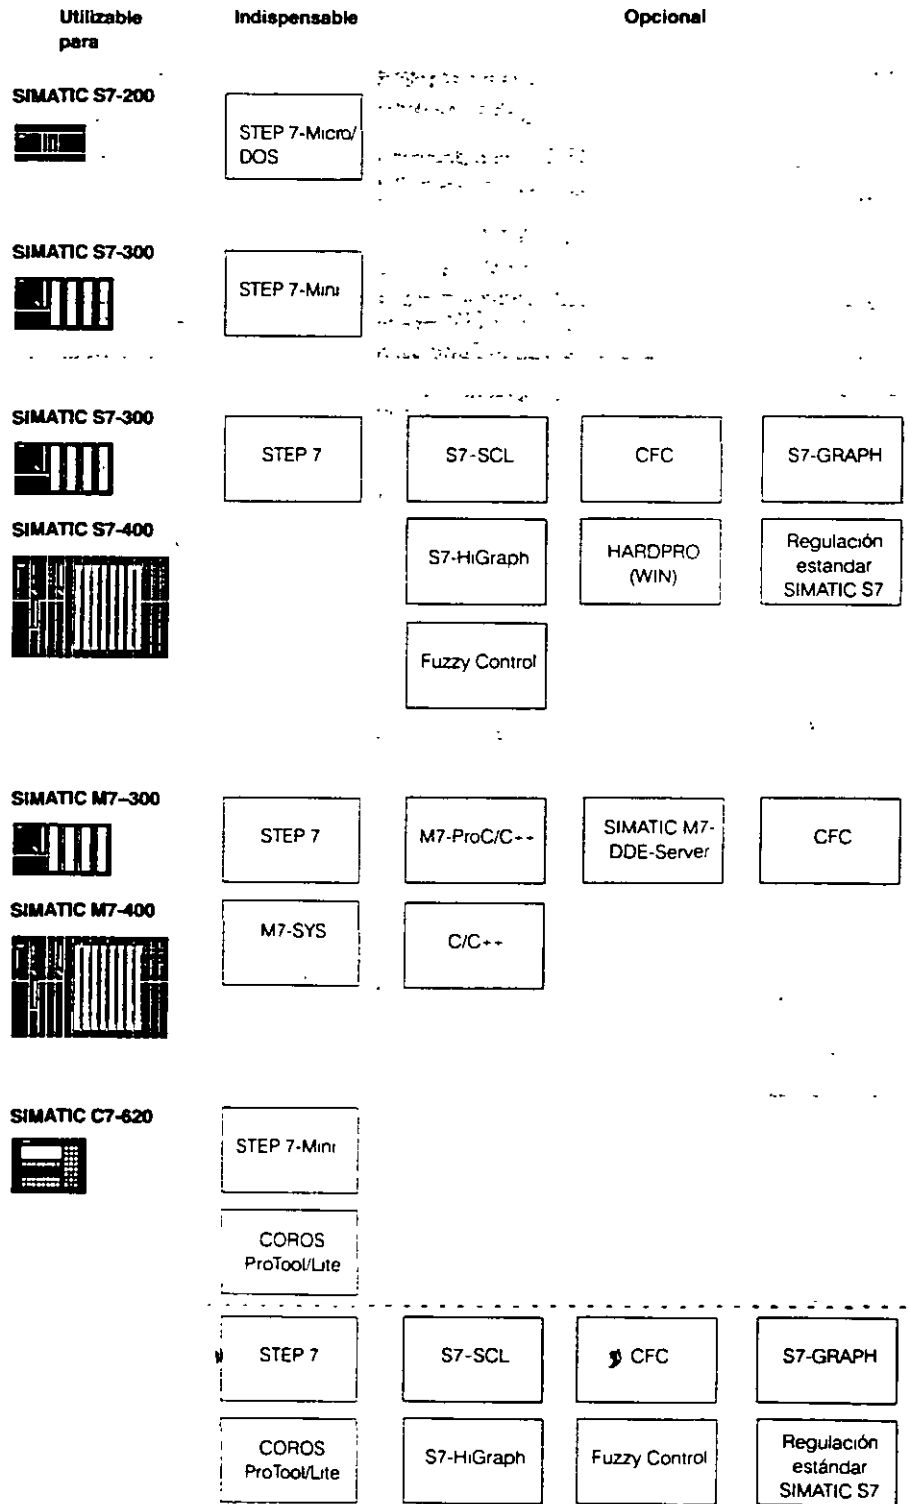 Utilizable para
Indispensable
Opcional
SIMATIC S7-200
STEP 7-Micro/
DOS
SIMATIC S7-300
STEP 7-Mini
SIMATIC S7-300
STEP 7
S7-SCL
CFC
S7-GRAPH
SIMATIC S7-400
S7-HiGraph
HARDPRO
(WIN)
Regulación
estandar
SIMATIC S7
Fuzzy Control
SIMATIC M7-300
STEP 7
M7-ProC/C++
SIMATIC M7-
DDE-Server
CFC
SIMATIC M7-400
M7-SYS
C/C++
SIMATIC C7-620
STEP 7-Mini
COROS
ProTool/Lite
STEP 7
S7-SCL
CFC
S7-GRAPH
COROS
ProTool/Lite
S7-HiGraph
Fuzzy Control
Regulación
estándar
SIMATIC S7